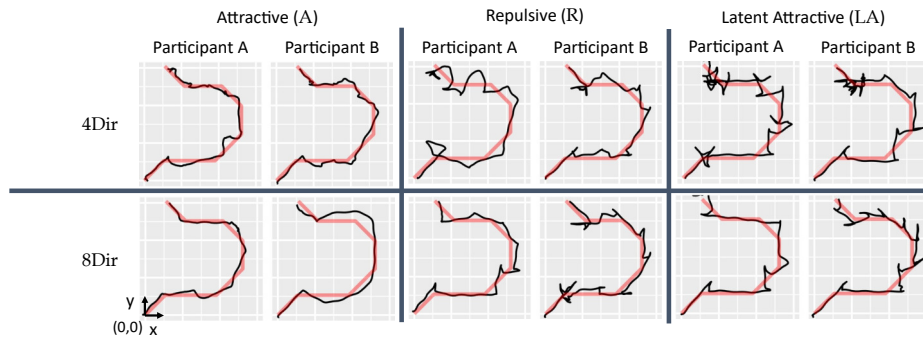 Attractive (A) Repulsive (R) Latent Attractive (LA)
Participant A Participant B Participant A Participant B Participant A Participant B
4Dir
8Dir
y
(0,0) x